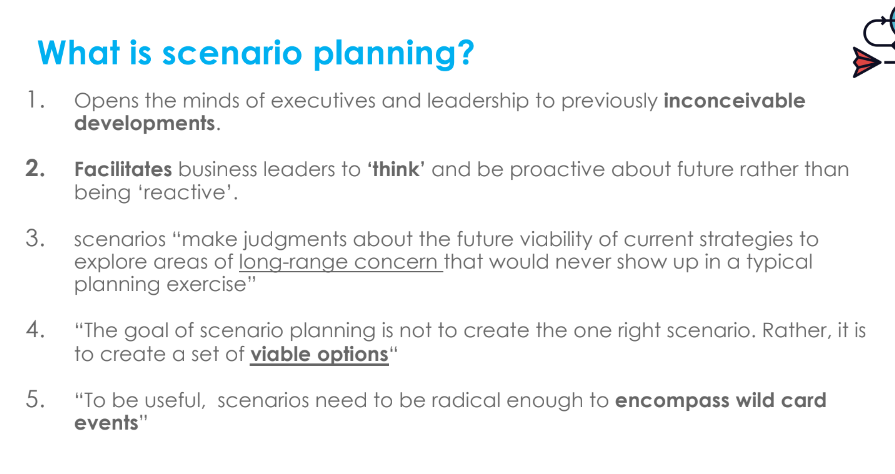 What is scenario planning?
1. Opens the minds of executives and leadership to previously inconceivable
developments.
2. Facilitates business leaders to ‘think’ and be proactive about future rather than
being ‘reactive’.
3. scenarios “make judgments about the future viability of current strategies to
explore areas of long-range concern that would never show up in a typical
planning exercise”
4. “The goal of scenario planning is not to create the one right scenario. Rather, it is
to create a set of viable options“
5. “To be useful,  scenarios need to be radical enough to encompass wild card
events”